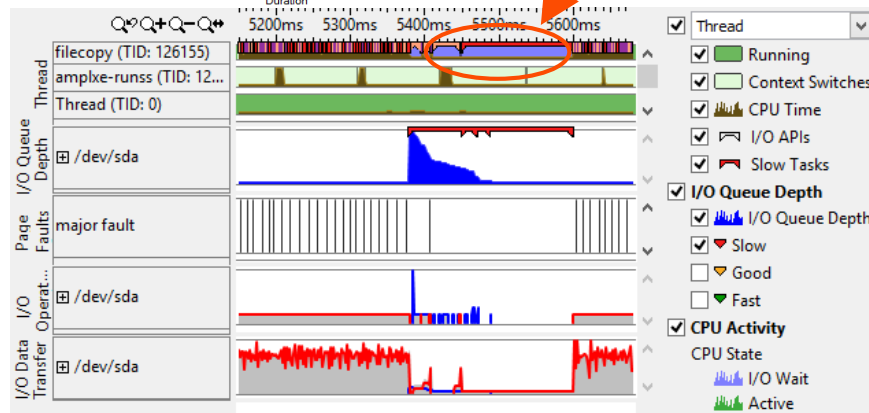 Duration
5200ms 5300ms 5400ms 5500ms 5600ms
Thread
filecopy (TID: 126155)
amplxe-runss (TID: 12...
Thread (TID: 0)
I/O Queue
Depth
/dev/sda
Page
Faults
major fault
I/O
Operat...
/dev/sda
I/O Data
Transfer
/dev/sda
Thread
Running
Context Switches
CPU Time
I/O APIs
Slow Tasks
I/O Queue Depth
I/O Queue Depth
Slow
Good
Fast
CPU Activity
CPU State
I/O Wait
Active